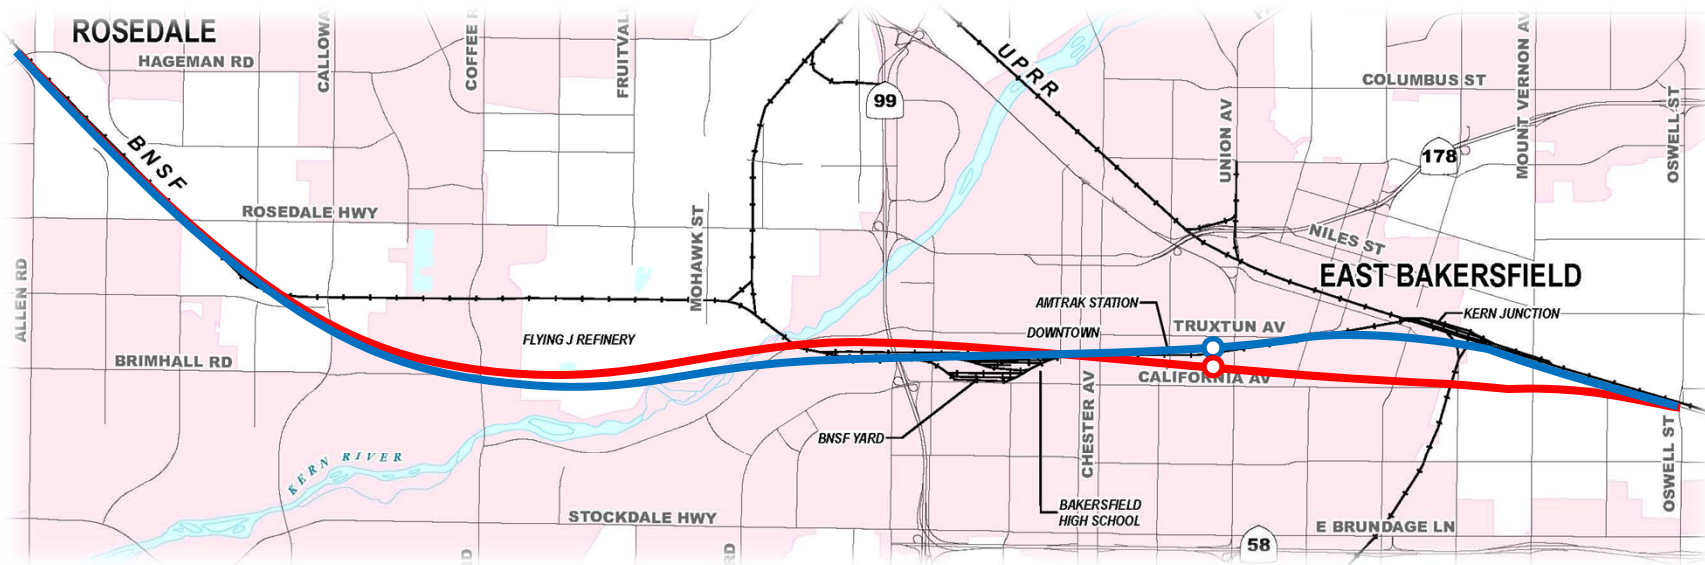 ROSEDALE
HAGEMAN RD
CALLOWA
COFFEE R
FRUITVAL
UPRR
99
COLUMBUS ST
MOUNT VERNON AV
OSWELL ST
UNION AV
178
BNSF
ROSEDALE HWY
MOHAWK ST
NILES ST
EAST BAKERSFIELD
ALLEN RD
AMTRAK STATION
KERN JUNCTION
DOWNTOWN
TRUXTUN AV
FLYING J REFINERY
BRIMHALL RD
CALIFORNIA AV
CHESTER AV
BNSF YARD
KERN RIVER
OSWELL ST
BAKERSFIELD
HIGH SCHOOL
STOCKDALE HWY
E BRUNDAGE LN
58
RD
RD